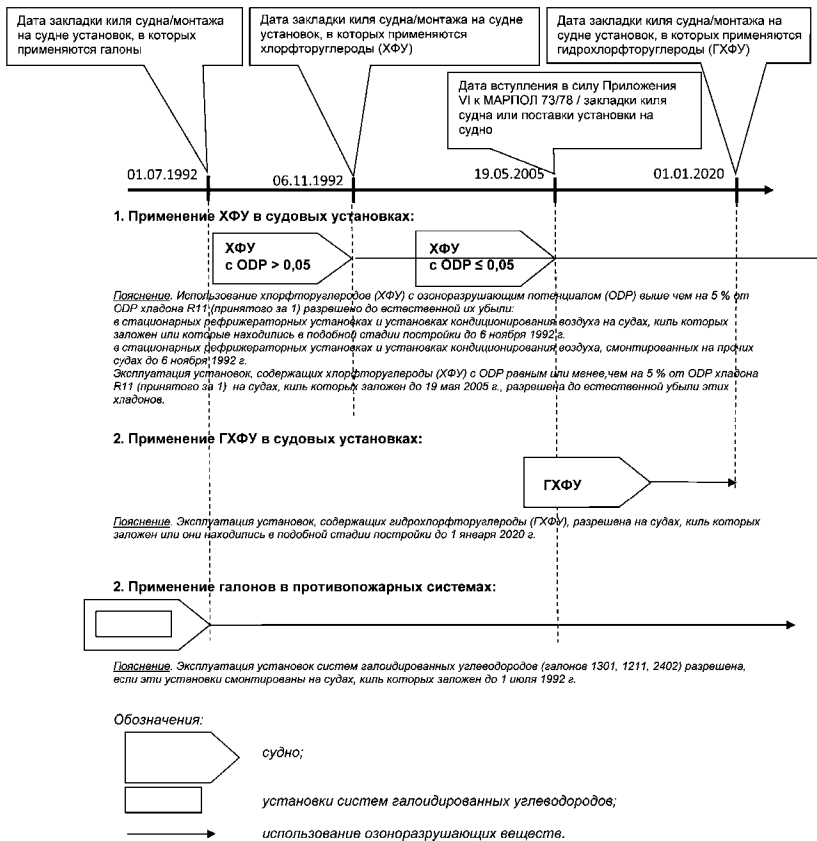 Дата закладки киля судна/монтажа
на судне установок, в которых
применяются галоны
Дата закладки киля судна/монтажа на судне
установок, в которых применяются
хлорфторуглероды (ХФУ)
Дата закладки киля судна/монтажа на
судне установок, в которых применяются
гидрохлорфторуглероды (ГХФУ)
Дата вступления в силу Приложения
VI к МАРПОЛ 73/78 / закладки киля
судна или поставки установки на
судно
01.07.1992
06.11.1992
19.05.2005
01.01.2020
1. Применение ХФУ в судовых установках:
ХФУ
с ODP > 0,05
ХФУ
с ODP ≤ 0,05
Пояснение. Использование хлорфторуглеродов (ХФУ) с озоноразрушающим потенциалом (ODP) выше чем на 5 % от
ODP хладона R11 (принятого за 1) разрешено до естественной их убыли:
в стационарных рефрижераторных установках и установках кондиционирования воздуха на судах, киль которых
заложен или которые находились в подобной стадии постройки до 6 ноября 1992 г.
в стационарных рефрижераторных установках и установках кондиционирования воздуха, смонтированных на прочих
судах до 6 ноября 1992 г.
Эксплуатация установок, содержащих хлорфторуглероды (ХФУ) с ODP равным или менее,чем на 5 % от ODP хладона
R11 (принятого за 1) на судах, киль которых заложен до 19 мая 2005 г., разрешена до естественной убыли этих
хладонов.
2. Применение ГХФУ в судовых установках:
ГХФУ
Пояснение. Эксплуатация установок, содержащих гидрохлорфторуглероды (ГХФУ), разрешена на судах, киль которых
заложен или они находились в подобной стадии постройки до 1 января 2020 г.
2. Применение галонов в противопожарных системах:
Пояснение. Эксплуатация установок систем галоидированных углеводородов (галонов 1301, 1211, 2402) разрешена,
если эти установки смонтированы на судах, киль которых заложен до 1 июля 1992 г.
Обозначения:
судно;
установки систем галоидированных углеводородов;
использование озоноразрушающих веществ.